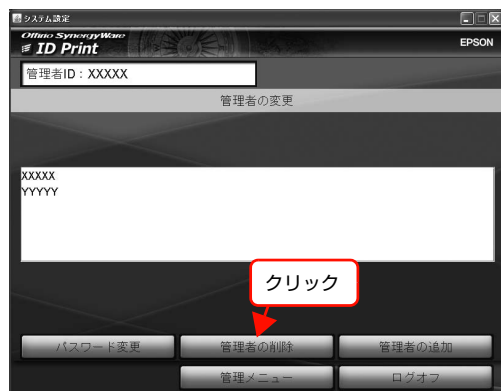 システム設定
Offirio SynergyWare
ID Print
EPSON
管理者ID：XXXXX
管理者の変更
XXXXX
YYYYY
クリック
パスワード変更
管理者の削除
管理者の追加
管理メニュー
ログオフ